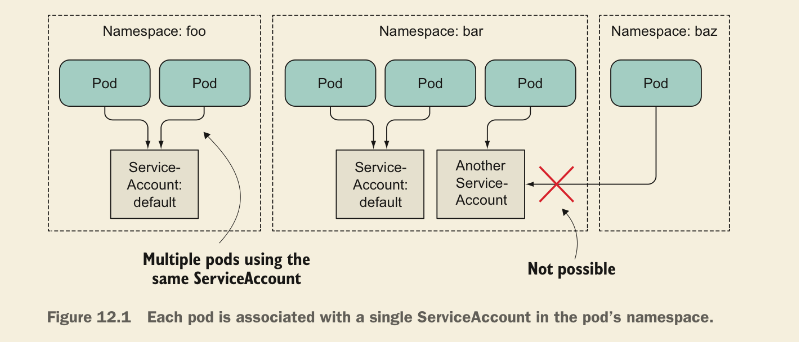 Namespace: foo
Namespace: bar
Namespace: baz
Pod
Pod
Pod
Pod
Pod
Pod
Service-
Account:
default
Service-
Account:
default
Another
Service-
Account
Multiple pods using the
same ServiceAccount
Not possible
Figure 12.1 Each pod is associated with a single ServiceAccount in the pod’s namespace.